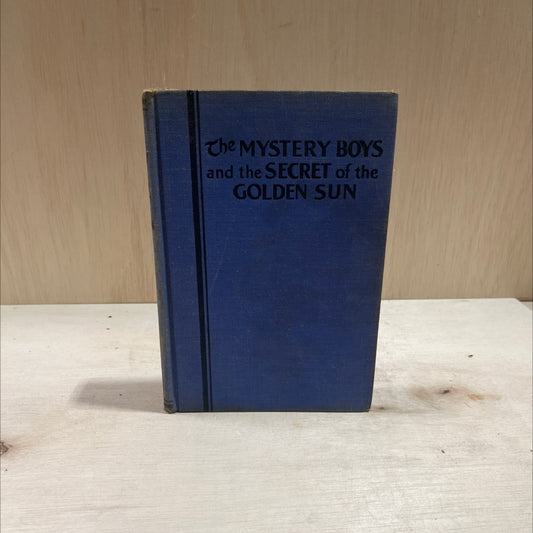 The MYSTERY BOYS
and the SECRET of the
GOLDEN SUN